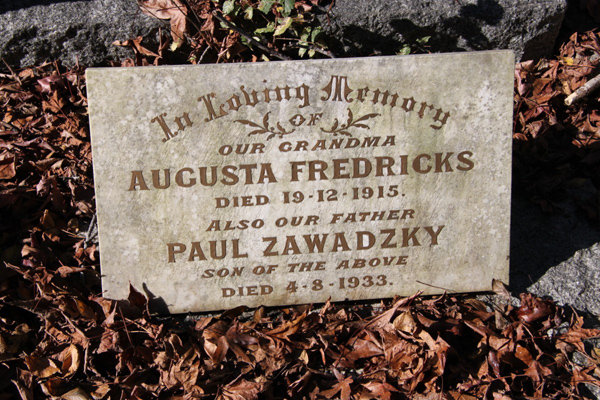 In Loving Memory
OF
OUR GRANDMA
AUGUSTA FREDRICKS
DIED 19-12-1915.
ALSO OUR FATHER
PAUL ZAWADZKY
SON OF THE ABOVE
DIED 4-8-1933.